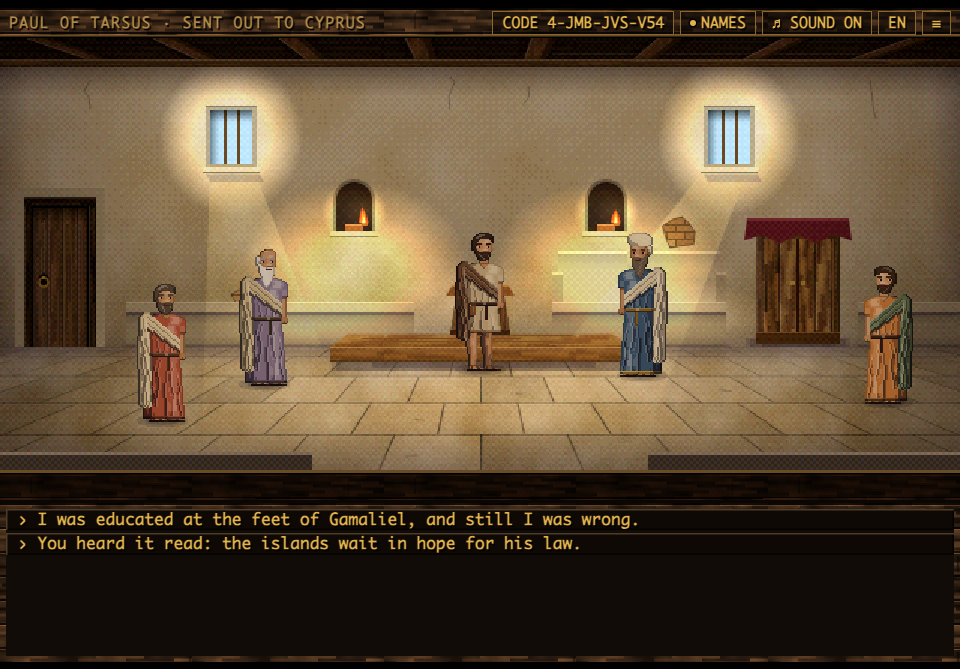 PAUL OF TARSUS · SENT OUT TO CYPRUS
CODE 4-JMB-JVS-V54
● NAMES
♬ SOUND ON
EN
≡
› I was educated at the feet of Gamaliel, and still I was wrong.
› You heard it read: the islands wait in hope for his law.